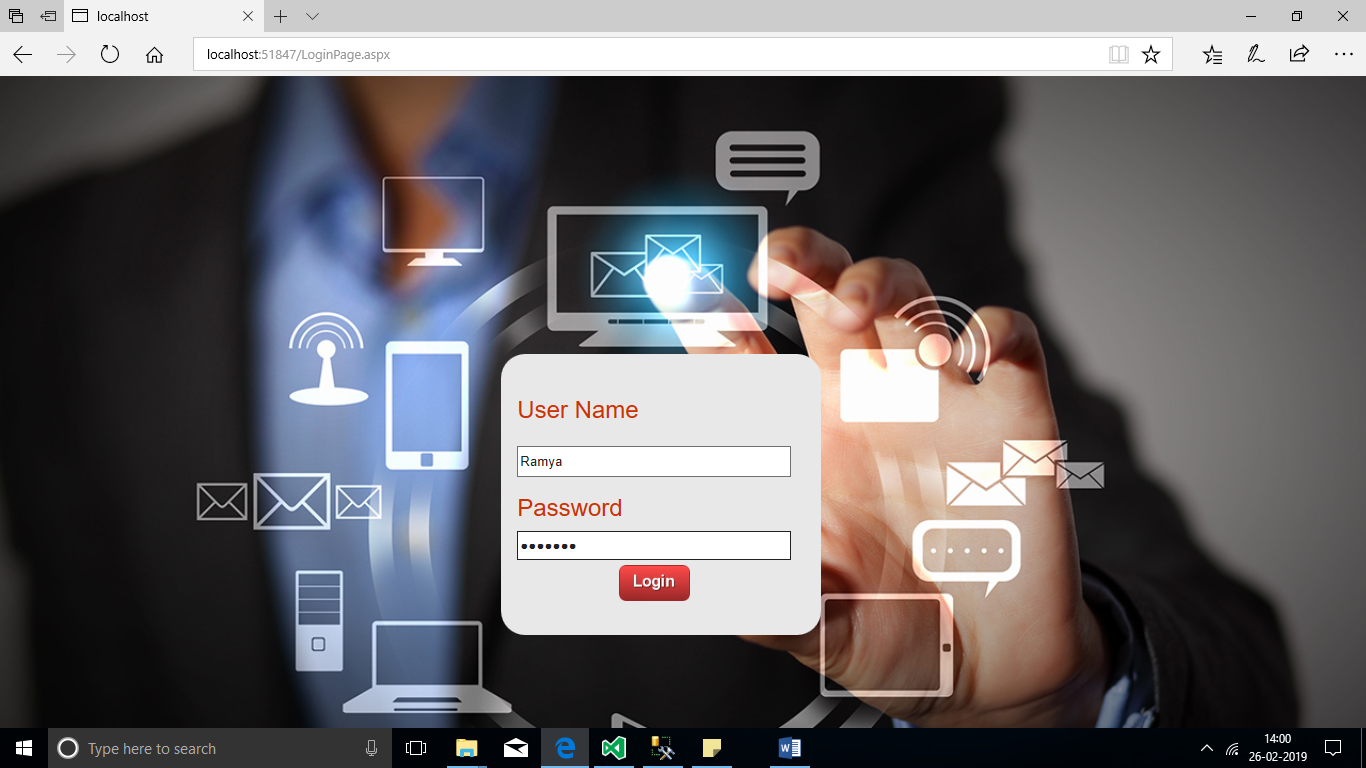 localhost
localhost:51847/LoginPage.aspx
User Name
Ramya
Password
•••••••
Login
Type here to search
14:00
26-02-2019